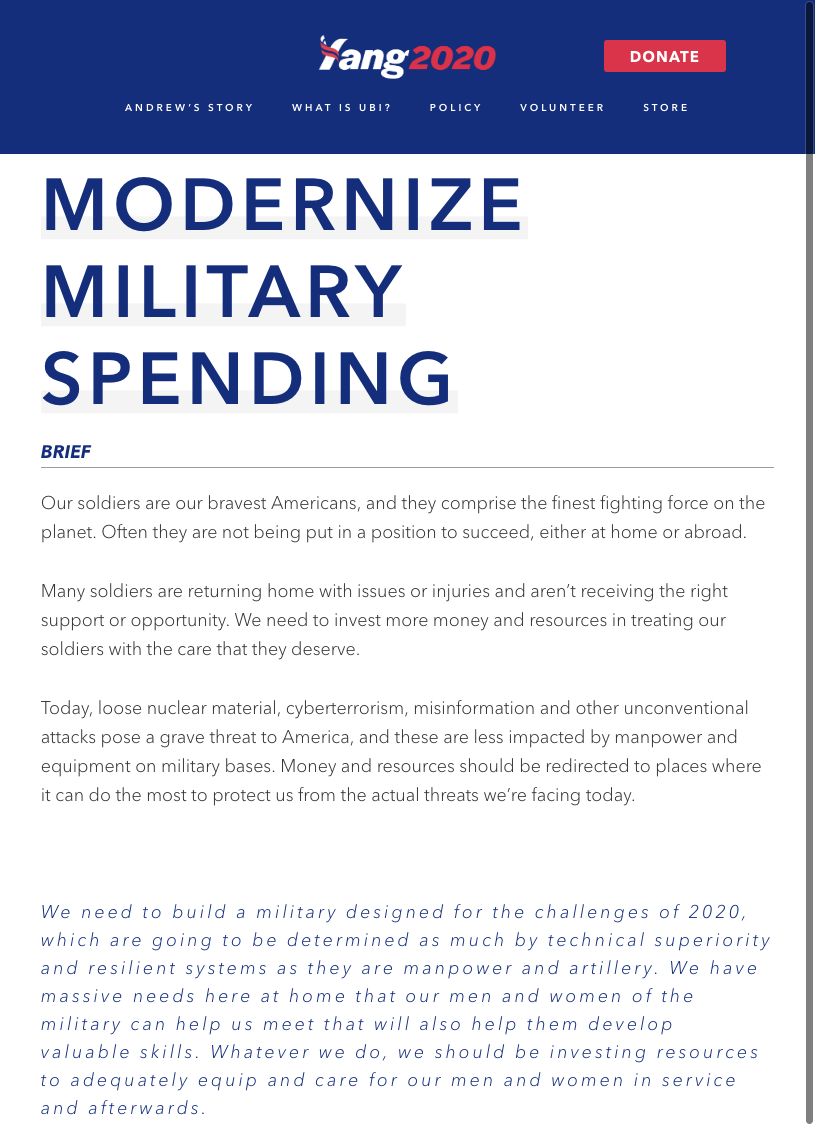 Yang2020
DONATE
ANDREW'S STORY WHAT IS UBI? POLICY VOLUNTEER STORE
MODERNIZE
MILITARY
SPENDING
BRIEF
Our soldiers are our bravest Americans, and they comprise the finest fighting force on the
planet. Often they are not being put in a position to succeed, either at home or abroad.
Many soldiers are returning home with issues or injuries and aren't receiving the right
support or opportunity. We need to invest more money and resources in treating our
soldiers with the care that they deserve.
Today, loose nuclear material, cyberterrorism, misinformation and other unconventional
attacks pose a grave threat to America, and these are less impacted by manpower and
equipment on military bases. Money and resources should be redirected to places where
it can do the most to protect us from the actual threats we're facing today.
We need to build a military designed for the challenges of 2020,
which are going to be determined as much by technical superiority
and resilient systems as they are manpower and artillery. We have
massive needs here at home that our men and women of the
military can help us meet that will also help them develop
valuable skills. Whatever we do, we should be investing resources
to adequately equip and care for our men and women in service
and afterwards.